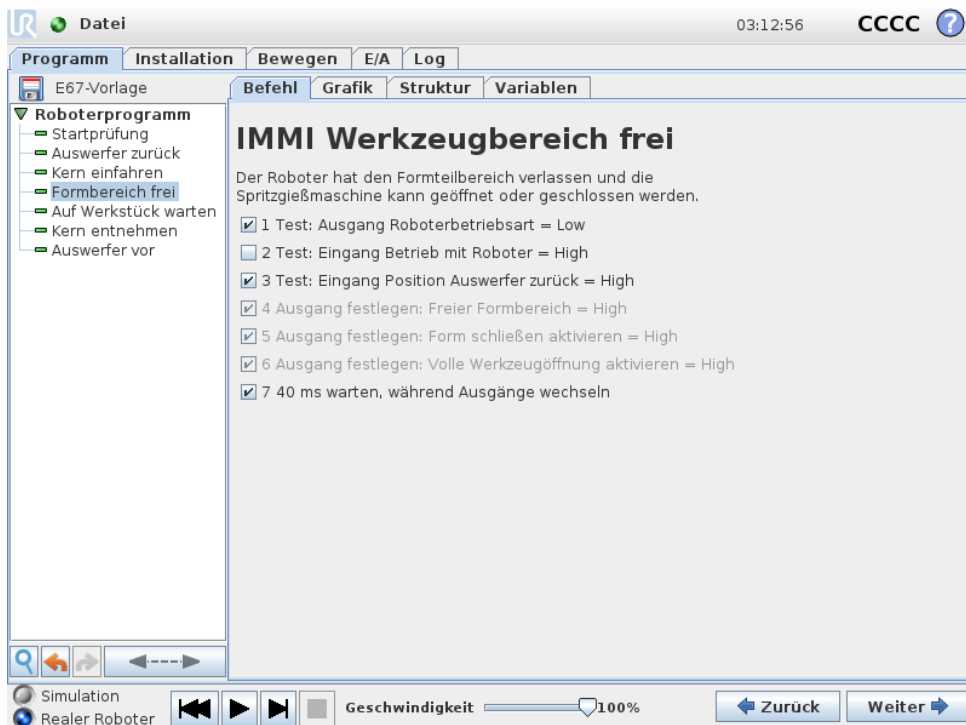 UR Datei 03:12:56 CCCC ?
Programm Installation Bewegen E/A Log
E67-Vorlage
Befehl Grafik Struktur Variablen
Roboterprogramm
Startprüfung
Auswerfer zurück
Kern einfahren
Formbereich frei
Auf Werkstück warten
Kern entnehmen
Auswerfer vor
IMMI Werkzeugbereich frei
Der Roboter hat den Formteilbereich verlassen und die
Spritzgießmaschine kann geöffnet oder geschlossen werden.
1 Test: Ausgang Roboterbetriebsart = Low
2 Test: Eingang Betrieb mit Roboter = High
3 Test: Eingang Position Auswerfer zurück = High
4 Ausgang festlegen: Freier Formbereich = High
5 Ausgang festlegen: Form schließen aktivieren = High
6 Ausgang festlegen: Volle Werkzeugöffnung aktivieren = High
7 40 ms warten, während Ausgänge wechseln
Simulation
Realer Roboter
Geschwindigkeit 100%
Zurück Weiter